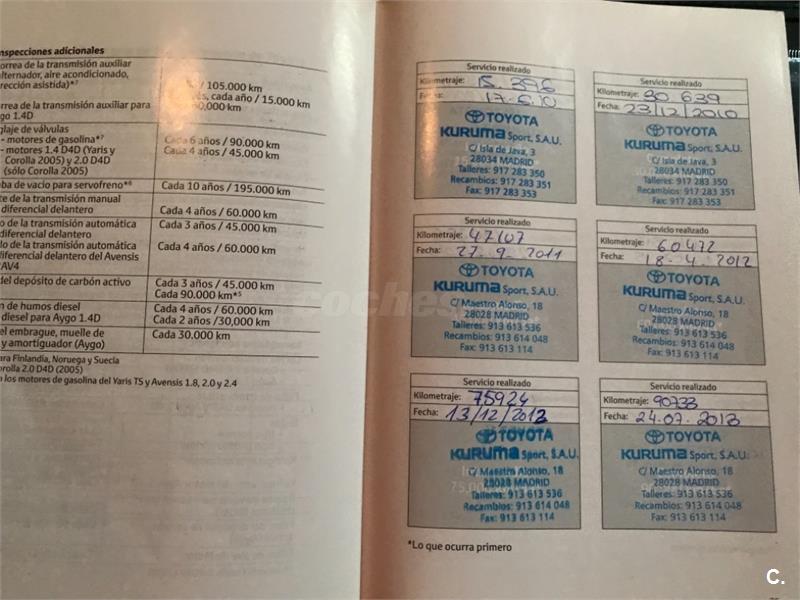 nspecciones adicionales
orrea de la transmisión auxiliar
lternador, aire acondicionado,
rección asistida)*⁷
/ 105.000 km
s, cada año / 15.000 km
rrea de la transmisión auxiliar para
go 1.4D
0,000 km
glaje de válvulas
- motores de gasolina*⁷
Cada 6 años / 90.000 km
- motores 1.4 D4D (Yaris y
Corolla 2005) y 2.0 D4D
(sólo Corolla 2005)
Cada 4 años / 45.000 km
ba de vacío para servofreno*⁶
Cada 10 años / 195.000 km
te de la transmisión manual
diferencial delantero
Cada 4 años / 60.000 km
o de la transmisión automática
diferencial delantero
Cada 3 años / 45.000 km
do de la transmisión automática
diferencial delantero del Avensis
AV4
Cada 4 años / 60.000 km
del depósito de carbón activo
Cada 3 años / 45.000 km
Cada 90.000 km*⁵
n de humos diesel
diesel para Aygo 1.4D
Cada 4 años / 60.000 km
Cada 2 años /30,000 km
el embrague, muelle de
y amortiguador (Aygo)
Cada 30.000 km
ara Finlandia, Noruega y Suecia
orolla 2.0 D4D (2005)
los motores de gasolina del Yaris TS y Avensis 1.8, 2.0 y 2.4
Servicio realizado
Kilometraje: 15.396
Fecha: 17.6.10
TOYOTA
KURUMA Sport, S.A.U.
C/ Isla de Java, 3
28034 MADRID
Talleres: 917 283 350
Recambios: 917 283 351
Fax: 917 283 353
Servicio realizado
Kilometraje: 30 639
Fecha: 23/12/2010
TOYOTA
KURUMA Sport, S.A.U.
C/ Isla de Java, 3
28034 MADRID
Talleres: 917 283 350
Recambios: 917 283 351
Fax: 917 283 353
Servicio realizado
Kilometraje: 47107
Fecha: 27.9.2011
TOYOTA
KURUMA Sport, S.A.U.
C/ Maestro Alonso, 18
28028 MADRID
Talleres: 913 613 536
Recambios: 913 614 048
Fax: 913 613 114
Servicio realizado
Kilometraje: 60472
Fecha: 18.4.2012
TOYOTA
KURUMA Sport, S.A.U.
C/ Maestro Alonso, 18
28028 MADRID
Talleres: 913 613 536
Recambios: 913 614 048
Fax: 913 613 114
Servicio realizado
Kilometraje: 75924
Fecha: 13/12/2012
TOYOTA
KURUMA Sport, S.A.U.
C/ Maestro Alonso, 18
28028 MADRID
Talleres: 913 613 536
Recambios: 913 614 048
Fax: 913 613 114
Servicio realizado
Kilometraje: 90733
Fecha: 24.07.2013
TOYOTA
KURUMA Sport, S.A.U.
C/ Maestro Alonso, 18
28028 MADRID
Talleres: 913 613 536
Recambios: 913 614 048
Fax: 913 613 114
*Lo que ocurra primero
coches
C.